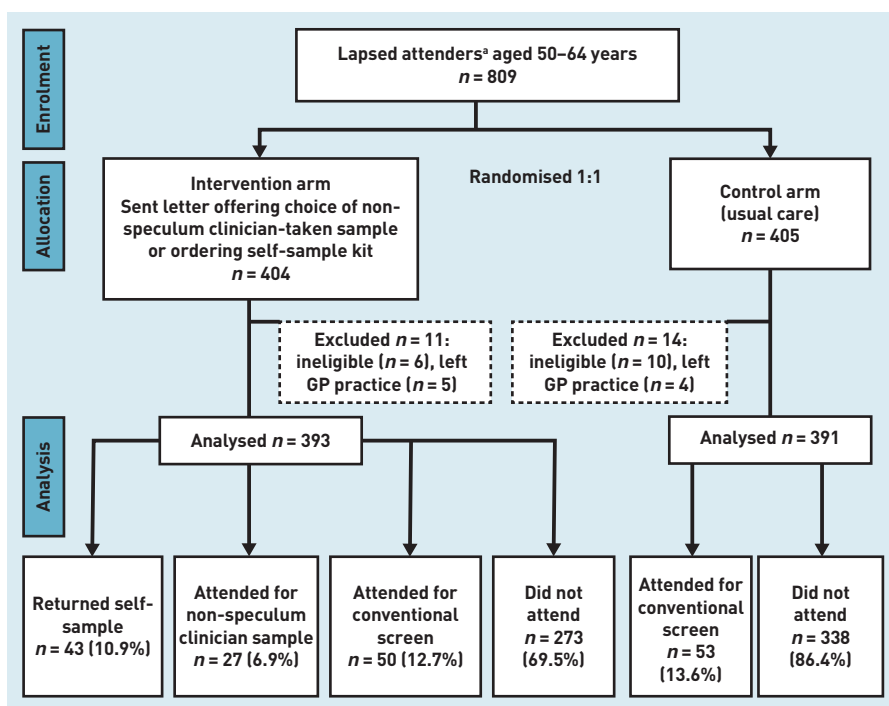 Enrolment
Lapsed attendersᵃ aged 50–64 years
n = 809
Allocation
Intervention arm
Sent letter offering choice of non-
speculum clinician-taken sample
or ordering self-sample kit
n = 404
Randomised 1:1
Control arm
(usual care)
n = 405
Excluded n = 11:
ineligible (n = 6), left
GP practice (n = 5)
Excluded n = 14:
ineligible (n = 10), left
GP practice (n = 4)
Analysis
Analysed n = 393
Analysed n = 391
Returned self-
sample
n = 43 (10.9%)
Attended for
non-speculum
clinician sample
n = 27 (6.9%)
Attended for
conventional
screen
n = 50 (12.7%)
Did not
attend
n = 273
(69.5%)
Attended for
conventional
screen
n = 53
(13.6%)
Did not
attend
n = 338
(86.4%)